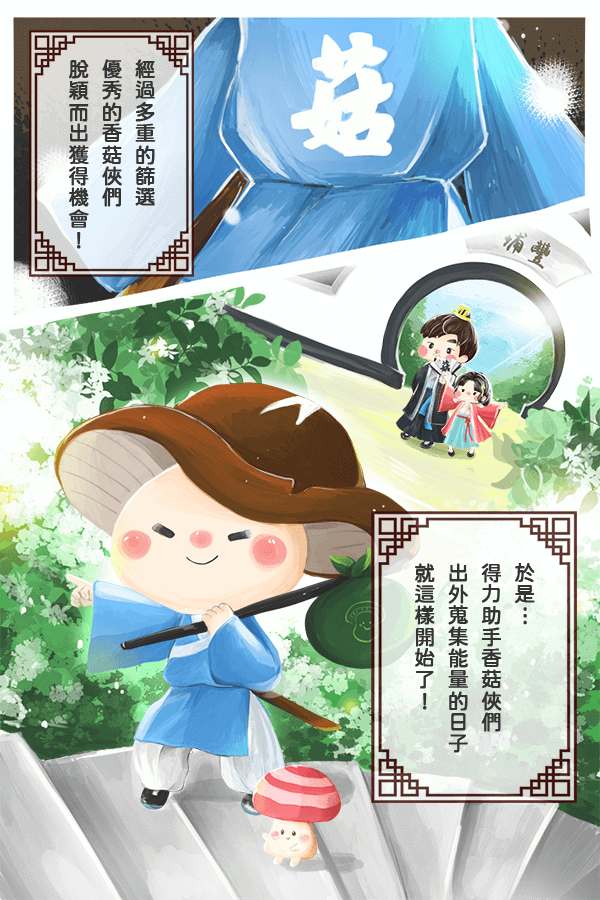 菇
經過多重的篩選
優秀的香菇俠們
脫穎而出獲得機會！
豐埔
於是…
得力助手香菇俠們
出外蒐集能量的日子
就這樣開始了！